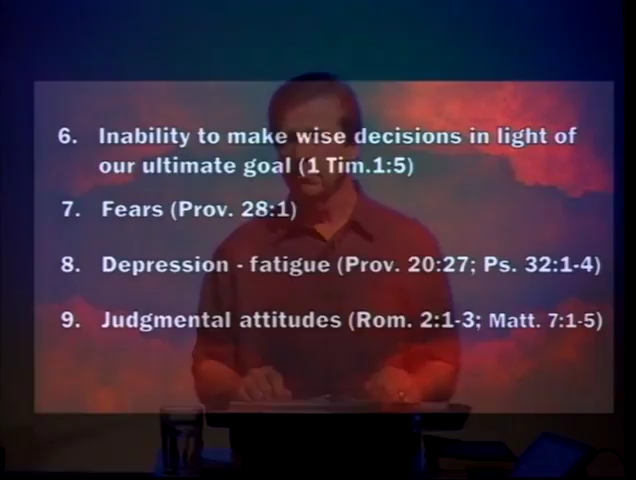 6. Inability to make wise decisions in light of
our ultimate goal (1 Tim.1:5)
7. Fears (Prov. 28:1)
8. Depression - fatigue (Prov. 20:27; Ps. 32:1-4)
9. Judgmental attitudes (Rom. 2:1-3; Matt. 7:1-5)